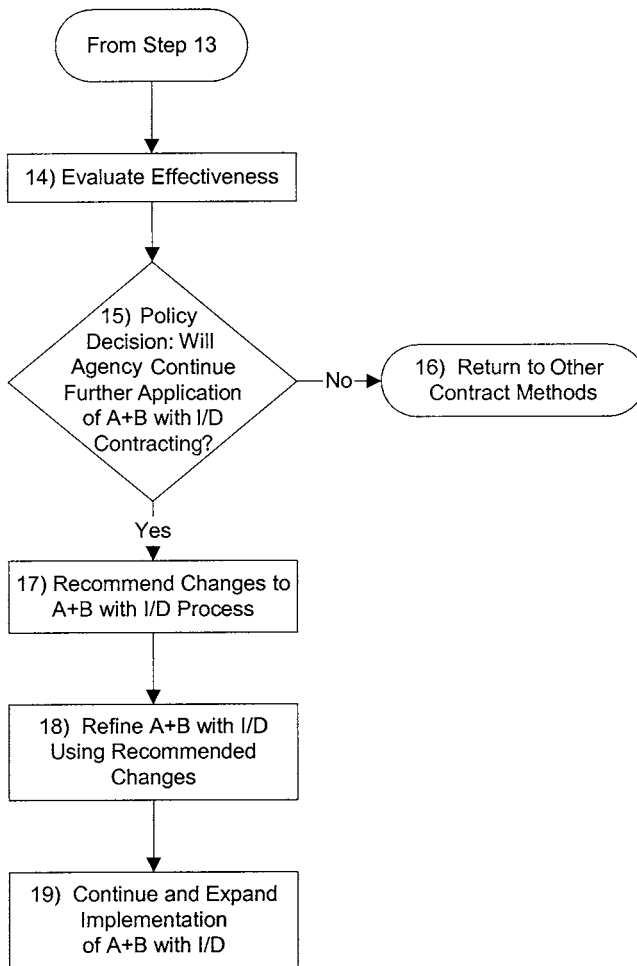 From Step 13
14) Evaluate Effectiveness
15) Policy
Decision: Will
Agency Continue
Further Application
of A+B with I/D
Contracting?
No
16) Return to Other
Contract Methods
Yes
17) Recommend Changes to
A+B with I/D Process
18) Refine A+B with I/D
Using Recommended
Changes
19) Continue and Expand
Implementation
of A+B with I/D